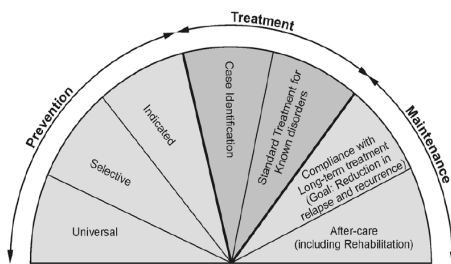 Treatment
Prevention
Maintenance
Universal
Selective
Indicated
Case Identification
Standard Treatment for
Known disorders
Compliance with
Long-term treatment
(Goal: Reduction in
relapse and recurrence)
After-care
(including Rehabilitation)